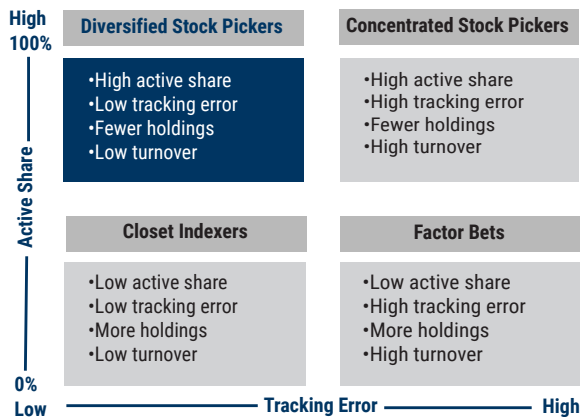 High
100%
Diversified Stock Pickers
Concentrated Stock Pickers
•High active share
•Low tracking error
•Fewer holdings
•Low turnover
•High active share
•High tracking error
•Fewer holdings
•High turnover
Active Share
Closet Indexers
Factor Bets
•Low active share
•Low tracking error
•More holdings
•Low turnover
•Low active share
•High tracking error
•More holdings
•High turnover
0%
Low
Tracking Error
High